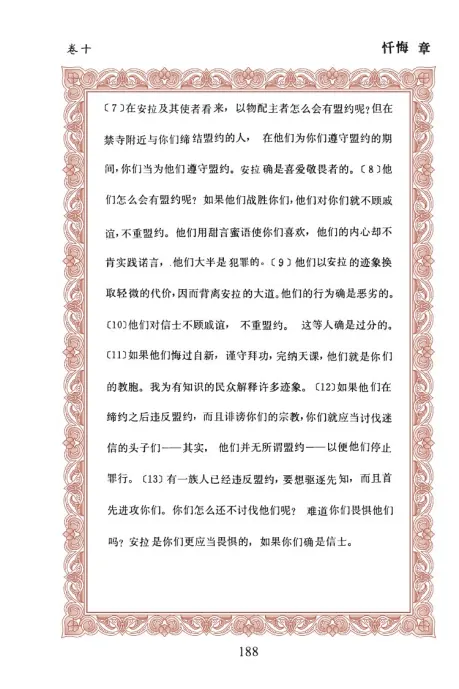 卷十
忏悔 章
〔7〕在安拉及其使者看来，以物配主者怎么会有盟约呢？但在
禁寺附近与你们缔结盟约的人， 在他们为你们遵守盟约的期
间，你们当为他们遵守盟约。安拉确是喜爱敬畏者的。〔8〕他
们怎么会有盟约呢？ 如果他们战胜你们，他们对你们就不顾戚
谊，不重盟约。他们用甜言蜜语使你们喜欢， 他们的内心却不
肯实践诺言，他们大半是犯罪的。〔9〕他们以安拉的迹象换
取轻微的代价，因而背离安拉的大道。他们的行为确是恶劣的。
〔10〕他们对信士不顾戚谊， 不重盟约。 这等人确是过分的。
〔11〕如果他们悔过自新， 谨守拜功，完纳天课，他们就是你们
的教胞。我为有知识的民众解释许多迹象。〔12〕如果他们在
缔约之后违反盟约，而且诽谤你们的宗教，你们就应当讨伐迷
信的头子们——其实， 他们并无所谓盟约——以便他们停止
罪行。〔13〕有一族人已经违反盟约，要想驱逐先知，而且首
先进攻你们。你们怎么还不讨伐他们呢？ 难道你们畏惧他们
吗？安拉是你们更应当畏惧的，如果你们确是信士。
188